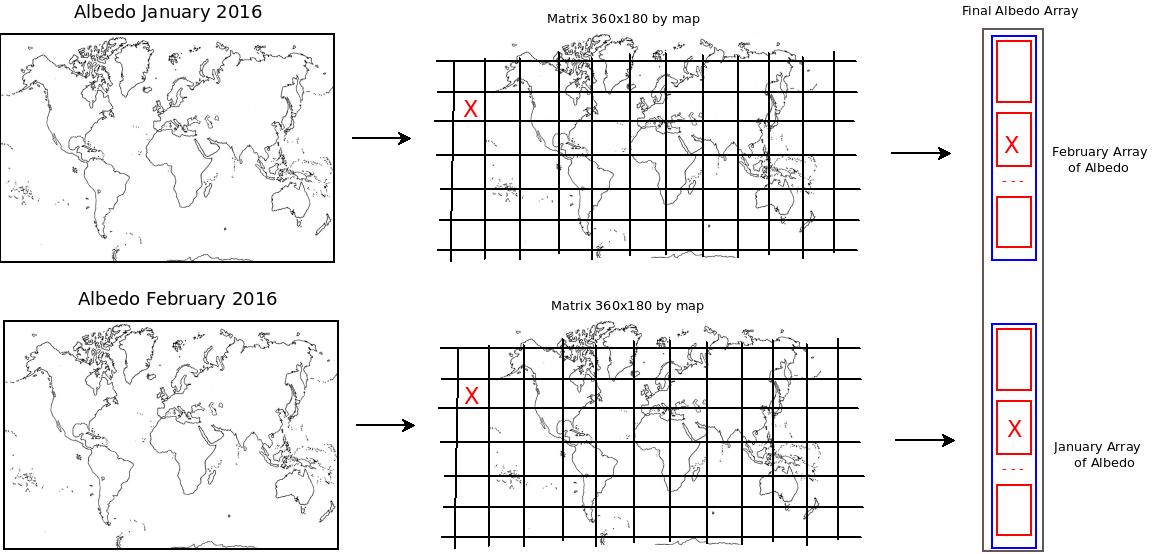 Albedo January 2016
Matrix 360x180 by map
Final Albedo Array
X
X
- - -
February Array
of Albedo
Albedo February 2016
Matrix 360x180 by map
X
X
- - -
January Array
of Albedo